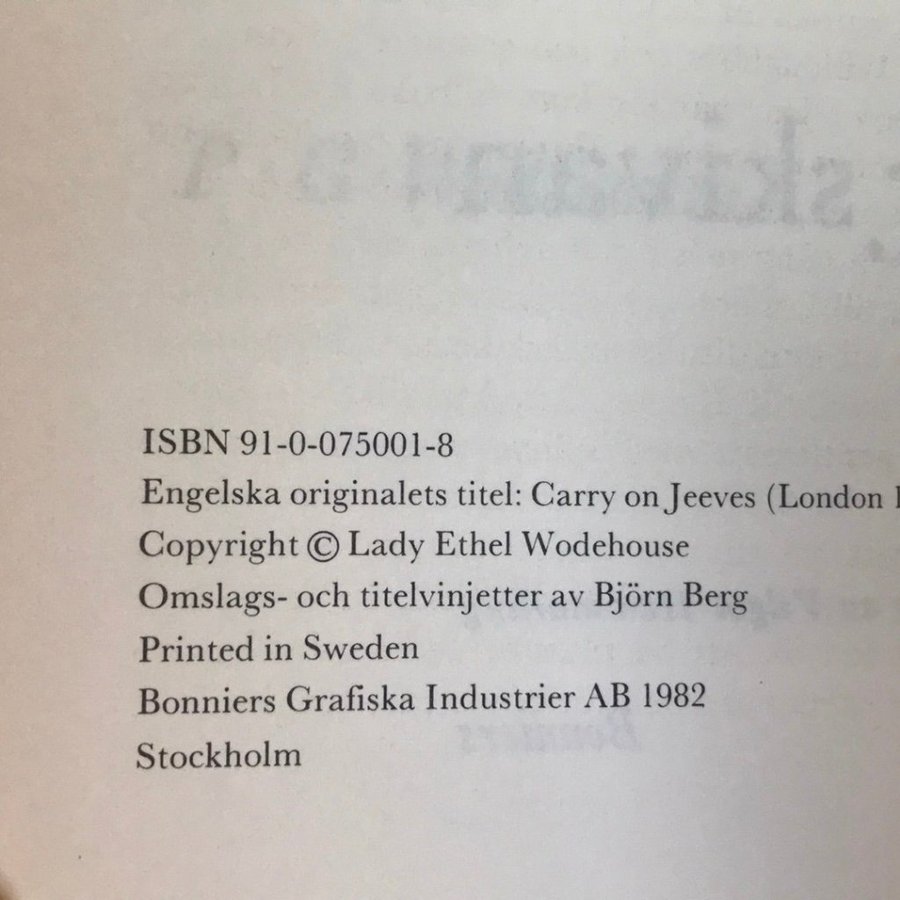 ISBN 91-0-075001-8
Engelska originalets titel: Carry on Jeeves (London
Copyright © Lady Ethel Wodehouse
Omslags- och titelvinjetter av Björn Berg
Printed in Sweden
Bonniers Grafiska Industrier AB 1982
Stockholm